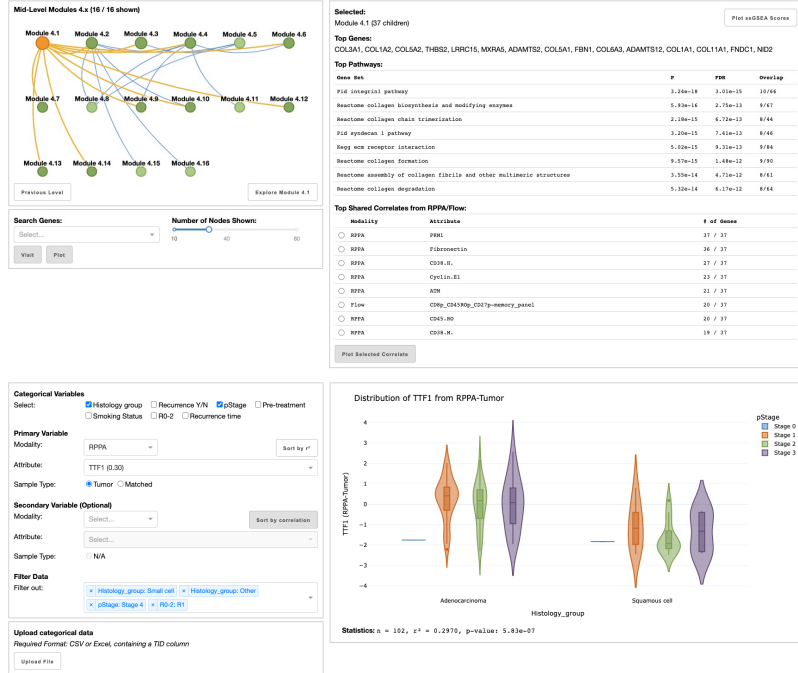 Mid-Level Modules 4.x (16 / 16 shown)
Module 4.1 Module 4.2 Module 4.3 Module 4.4 Module 4.5 Module 4.6
Module 4.7 Module 4.8 Module 4.9 Module 4.10 Module 4.11 Module 4.12
Module 4.13 Module 4.14 Module 4.15 Module 4.16
Previous Level Explore Module 4.1
Search Genes: Number of Nodes Shown:
Select...
10 40 80
Visit Plot
Selected:
Module 4.1 (37 children)
Plot ssGSEA Scores
Top Genes:
COL3A1, COL1A2, COL5A2, THBS2, LRRC15, MXRA5, ADAMTS2, COL5A1, FBN1, COL6A3, ADAMTS12, COL1A1, COL11A1, FNDC1, NID2
Top Pathways:
Gene Set P FDR Overlap
Pid integrin1 pathway 3.24e-18 3.01e-15 10/66
Reactome collagen biosynthesis and modifying enzymes 5.93e-16 2.75e-13 9/67
Reactome collagen chain trimerization 2.18e-15 6.72e-13 8/44
Pid syndecan 1 pathway 3.20e-15 7.41e-13 8/46
Kegg ecm receptor interaction 5.02e-15 9.31e-13 9/84
Reactome collagen formation 9.57e-15 1.48e-12 9/90
Reactome assembly of collagen fibrils and other multimeric structures 3.55e-14 4.71e-12 8/61
Reactome collagen degradation 5.32e-14 6.17e-12 8/64
Top Shared Correlates from RPPA/Flow:
Modality Attribute # of Genes
RPPA PKM1 37 / 37
RPPA Fibronectin 36 / 37
RPPA CD38.H. 27 / 37
RPPA Cyclin.E1 23 / 37
RPPA ATM 21 / 37
Flow CD8p_CD45ROp_CD27p-memory_panel 20 / 37
RPPA CD45.RO 20 / 37
RPPA CD38.M. 19 / 37
Plot Selected Correlate
Categorical Variables
Select: Histology group Recurrence Y/N pStage Pre-treatment
Smoking Status R0-2 Recurrence time
Primary Variable
Modality: RPPA Sort by r²
Attribute: TTF1 (0.30)
Sample Type: Tumor Matched
Secondary Variable (Optional)
Modality: Select... Sort by correlation
Attribute: Select...
Sample Type: N/A
Filter Data
Filter out: × Histology_group: Small cell × Histology_group: Other
× pStage: Stage 4 × R0-2: R1
Upload categorical data
Required Format: CSV or Excel, containing a TID column
Upload File
Distribution of TTF1 from RPPA-Tumor
pStage
Stage 0
Stage 1
Stage 2
Stage 3
TTF1 (RPPA-Tumor)
4
3
2
1
0
−1
−2
−3
−4
Adenocarcinoma Squamous cell
Histology_group
Statistics: n = 102, r² = 0.2970, p-value: 5.83e-07